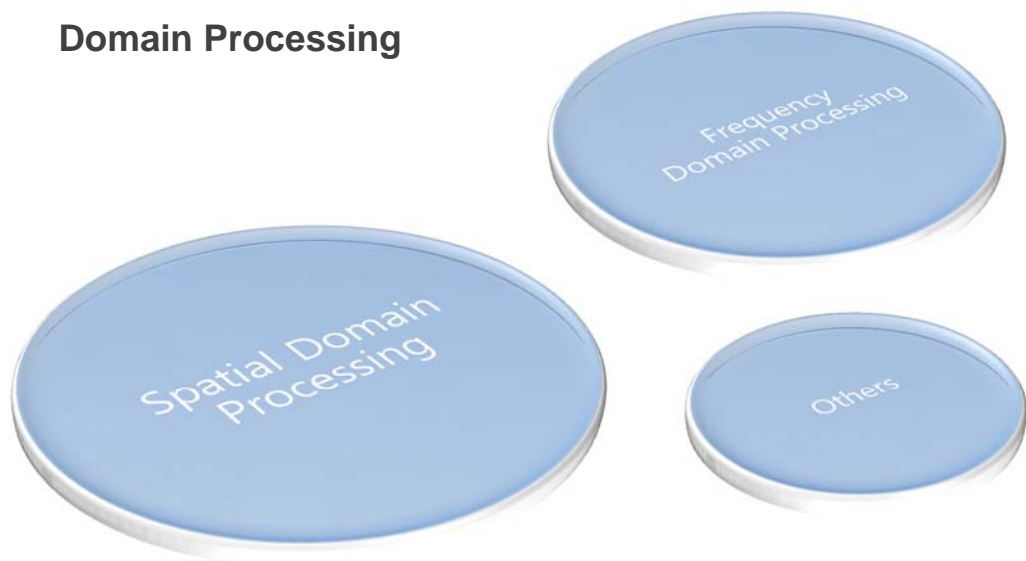 Domain Processing
Frequency
Domain Processing
Spatial Domain
Processing
Others